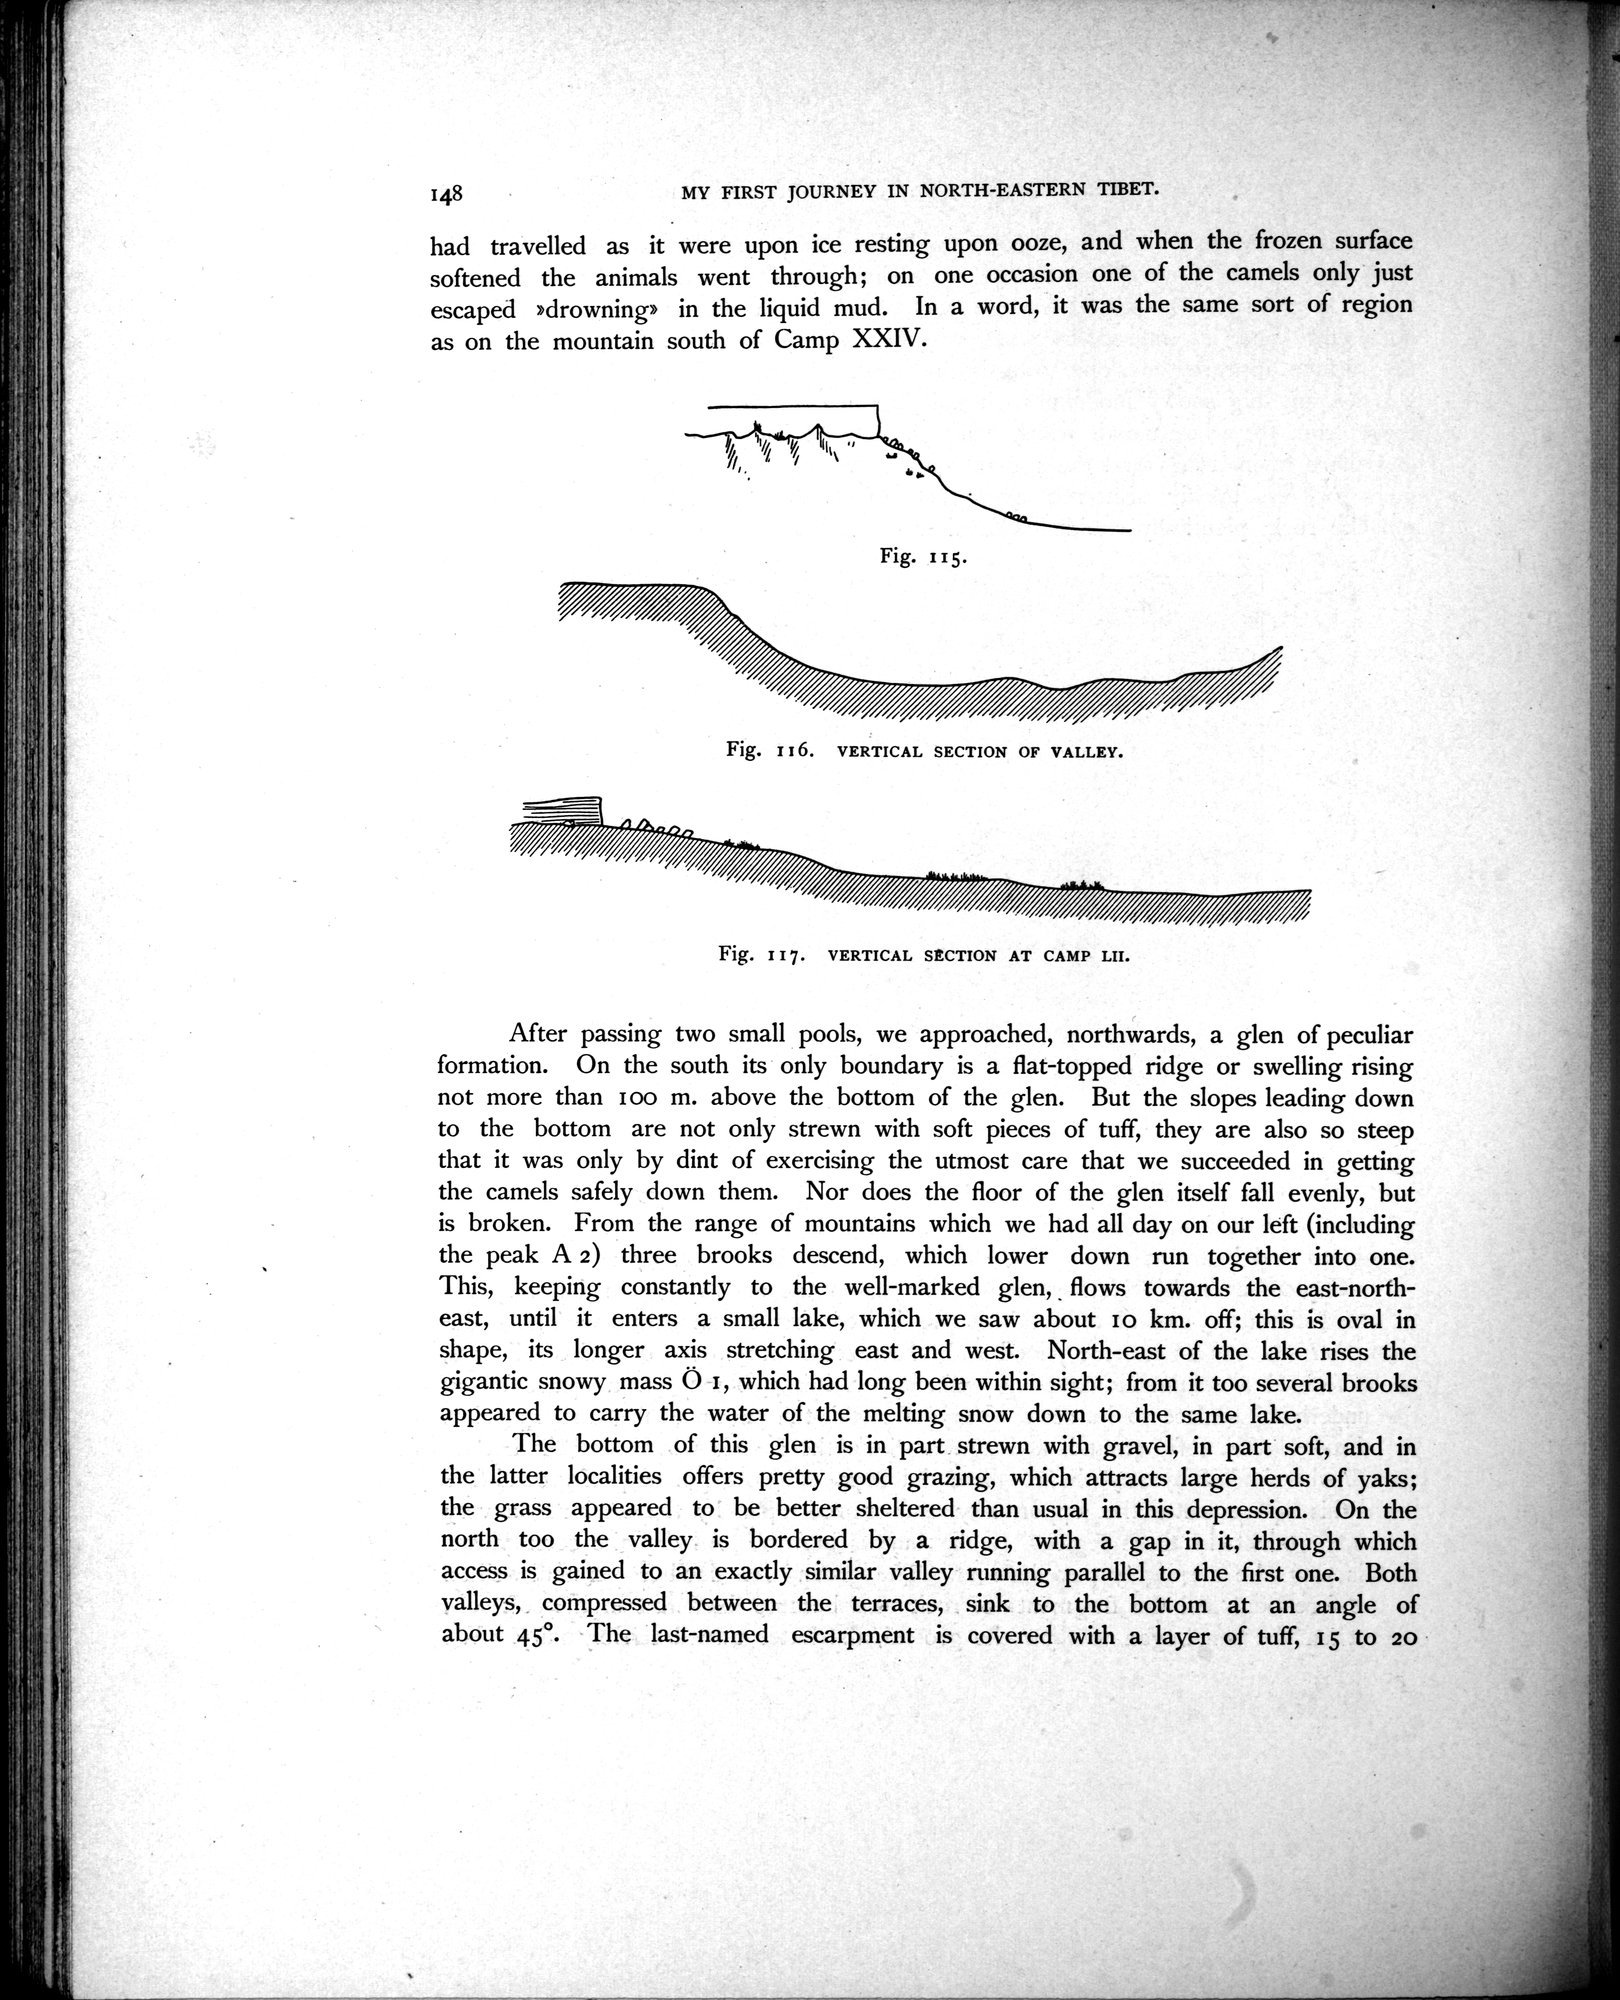 148
MY FIRST JOURNEY IN NORTH-EASTERN TIBET.
had travelled as it were upon ice resting upon ooze, and when the frozen surface
softened the animals went through; on one occasion one of the camels only just
escaped »drowning» in the liquid mud. In a word, it was the same sort of region
as on the mountain south of Camp XXIV.
Fig. 115.
Fig. 116. VERTICAL SECTION OF VALLEY.
Fig. 117. VERTICAL SECTION AT CAMP LII.
After passing two small pools, we approached, northwards, a glen of peculiar
formation. On the south its only boundary is a flat-topped ridge or swelling rising
not more than 100 m. above the bottom of the glen. But the slopes leading down
to the bottom are not only strewn with soft pieces of tuff, they are also so steep
that it was only by dint of exercising the utmost care that we succeeded in getting
the camels safely down them. Nor does the floor of the glen itself fall evenly, but
is broken. From the range of mountains which we had all day on our left (including
the peak A 2) three brooks descend, which lower down run together into one.
This, keeping constantly to the well-marked glen, flows towards the east-north-
east, until it enters a small lake, which we saw about 10 km. off; this is oval in
shape, its longer axis stretching east and west. North-east of the lake rises the
gigantic snowy mass Ö 1, which had long been within sight; from it too several brooks
appeared to carry the water of the melting snow down to the same lake.
The bottom of this glen is in part strewn with gravel, in part soft, and in
the latter localities offers pretty good grazing, which attracts large herds of yaks;
the grass appeared to be better sheltered than usual in this depression. On the
north too the valley is bordered by a ridge, with a gap in it, through which
access is gained to an exactly similar valley running parallel to the first one. Both
valleys, compressed between the terraces, sink to the bottom at an angle of
about 45°. The last-named escarpment is covered with a layer of tuff, 15 to 20